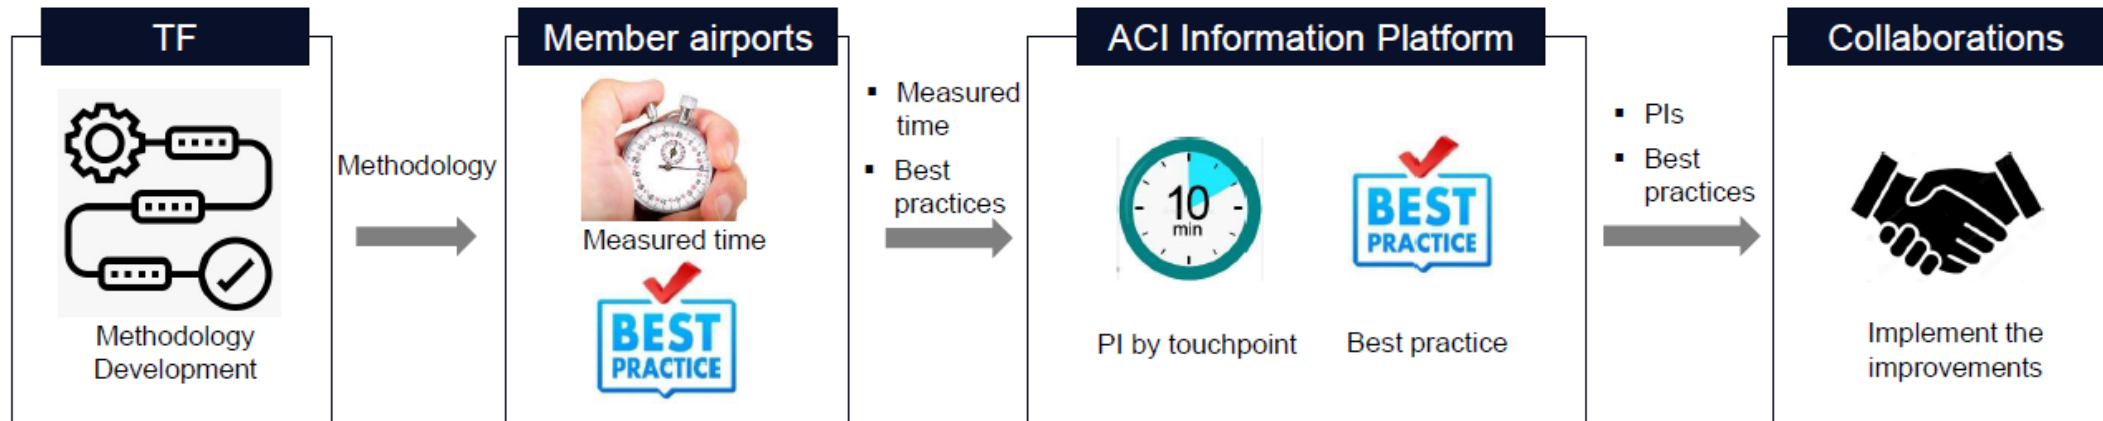 TF
Methodology
Development
Methodology
Member airports
Measured time
BEST
PRACTICE
▪ Measured
time
▪ Best
practices
ACI Information Platform
10
min
PI by touchpoint
BEST
PRACTICE
Best practice
▪ PIs
▪ Best
practices
Collaborations
Implement the
improvements